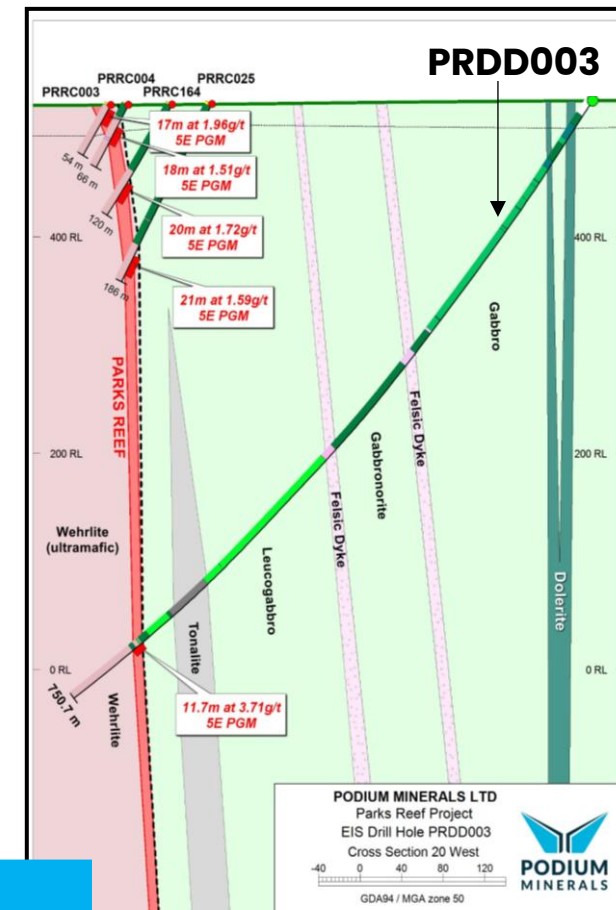 PRDD003
PRRC003
PRRC004
PRRC164
PRRC025
17m at 1.96g/t
5E PGM
18m at 1.51g/t
5E PGM
20m at 1.72g/t
5E PGM
21m at 1.59g/t
5E PGM
54 m
66 m
120 m
186 m
400 RL
400 RL
PARKS REEF
Gabbro
Felsic Dyke
Gabbronorite
200 RL
200 RL
Felsic Dyke
Wehrlite
(ultramafic)
Leucogabbro
Dolerite
Tonalite
0 RL
0 RL
750.7 m
Wehrlite
11.7m at 3.71g/t
5E PGM
PODIUM MINERALS LTD
Parks Reef Project
EIS Drill Hole PRDD003
Cross Section 20 West
-40 0 40 80 120
GDA94 / MGA zone 50
PODIUM
MINERALS